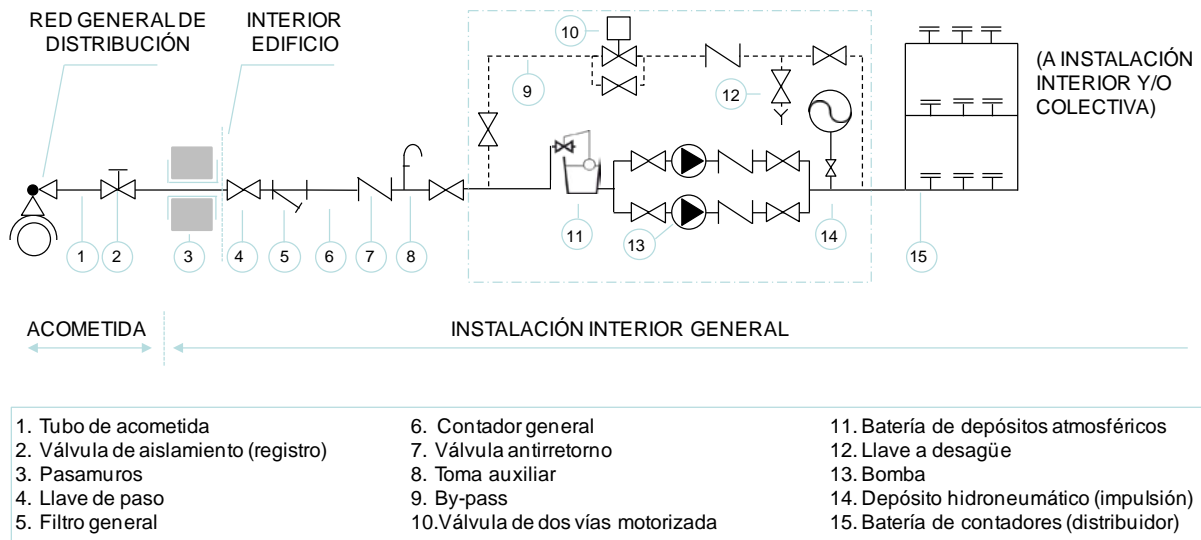 RED GENERAL DE
DISTRIBUCIÓN
INTERIOR
EDIFICIO
10
9
12
(A INSTALACIÓN
INTERIOR Y/O
COLECTIVA)
11
13
14
15
1
2
3
4
5
6
7
8
ACOMETIDA
INSTALACIÓN INTERIOR GENERAL
1. Tubo de acometida
2. Válvula de aislamiento (registro)
3. Pasamuros
4. Llave de paso
5. Filtro general
6. Contador general
7. Válvula antirretorno
8. Toma auxiliar
9. By-pass
10.Válvula de dos vías motorizada
11. Batería de depósitos atmosféricos
12. Llave a desagüe
13. Bomba
14. Depósito hidroneumático (impulsión)
15. Batería de contadores (distribuidor)